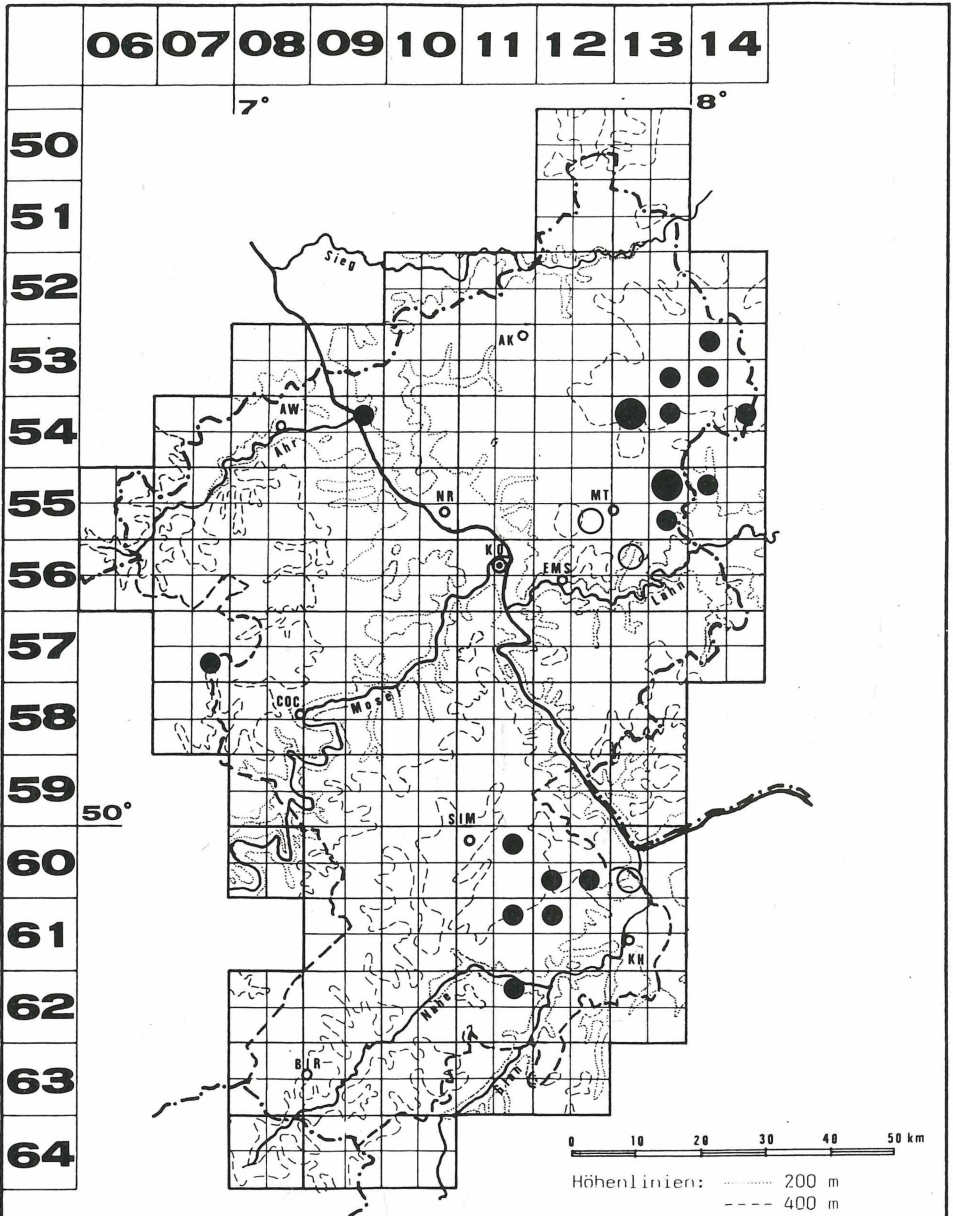 06 07 08 09 10 11 12 13 14
7° 8°
50
51
Sieg
52
AK
53
AW
54
Ahr
NR MT
55
KO
EMS
56
Lahn
57
COC Mosel
58
59
50°
SIM
60
61
KH
62
Nahe
BIR
63
Glan
64
0 10 20 30 40 50 km
Höhenlinien: ........ 200 m
---- 400 m